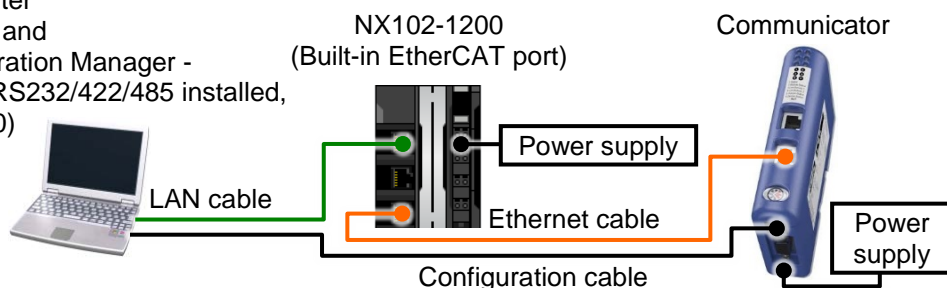 and
ration Manager -
RS232/422/485 installed,
NX102-1200
(Built-in EtherCAT port)
Communicator
Power supply
LAN cable
Ethernet cable
Power
supply
Configuration cable